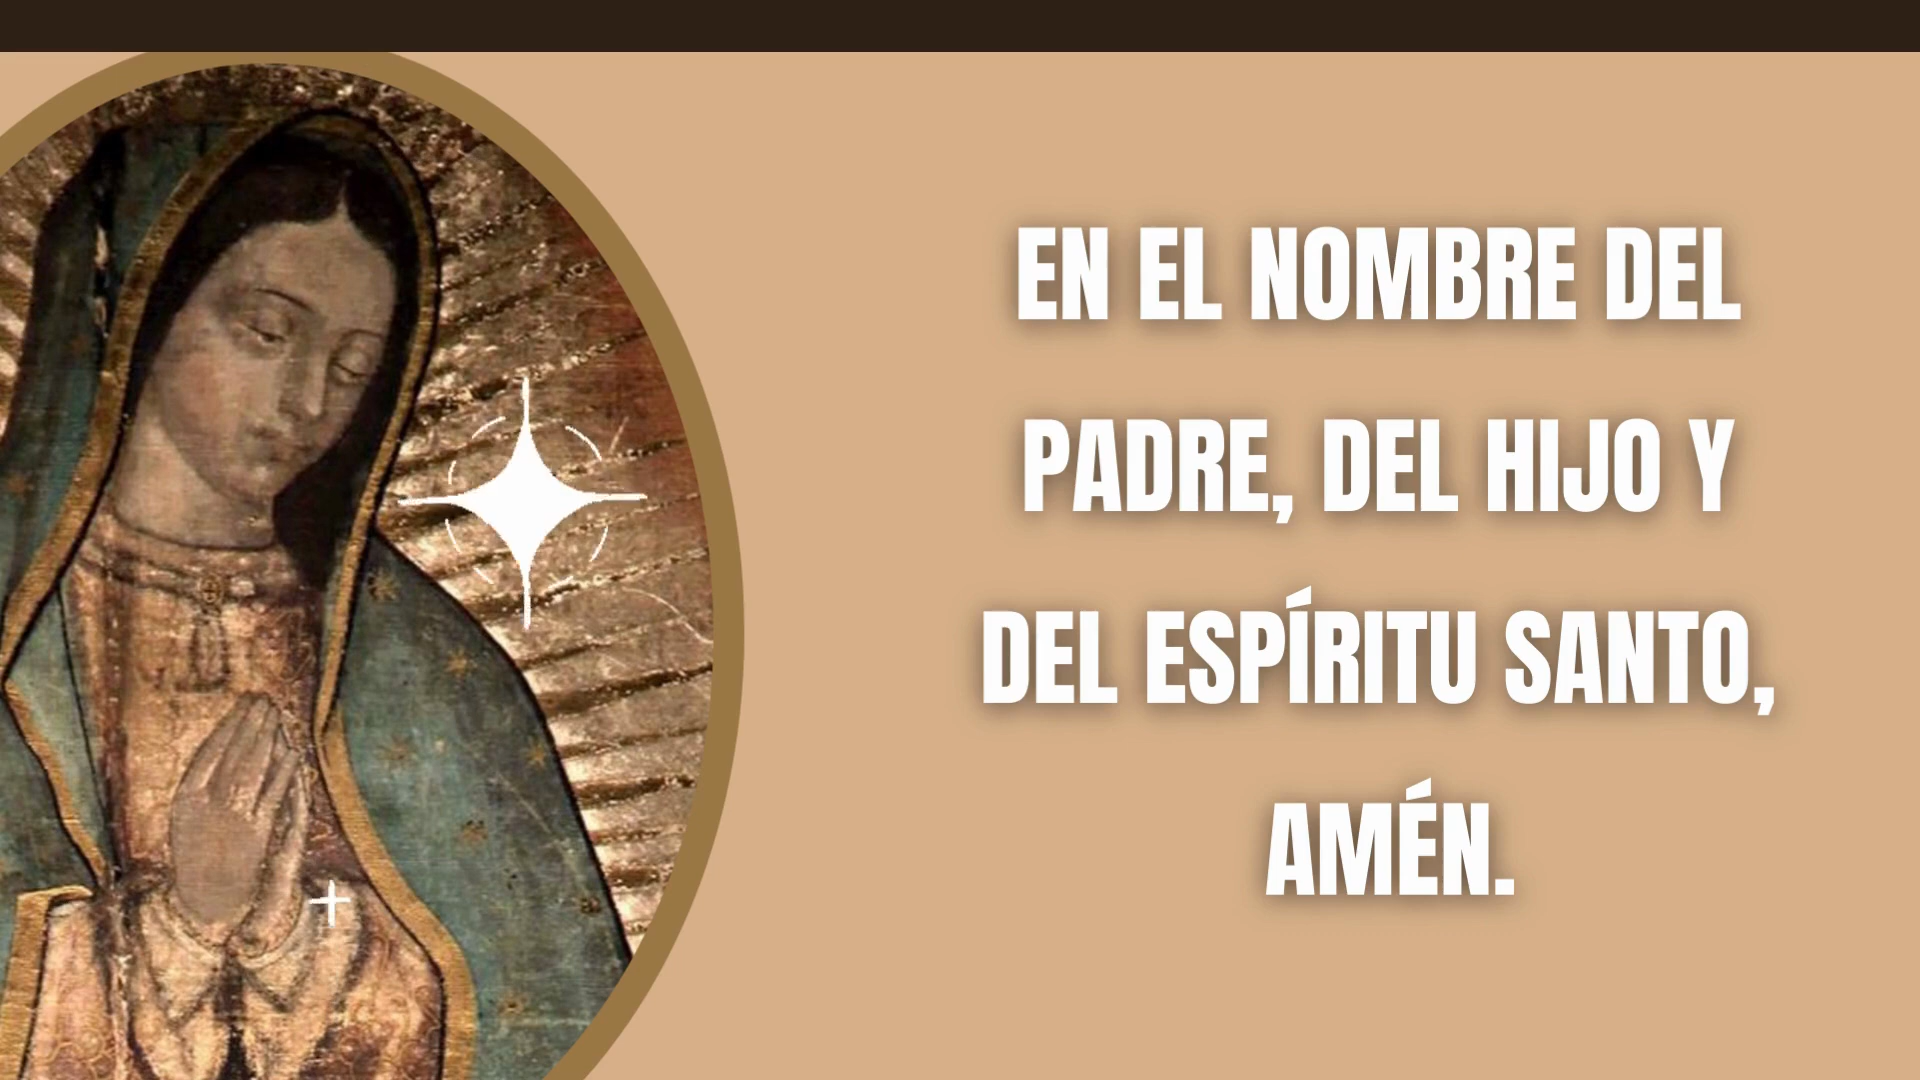 EN EL NOMBRE DEL
PADRE, DEL HIJO Y
DEL ESPÍRITU SANTO,
AMÉN.